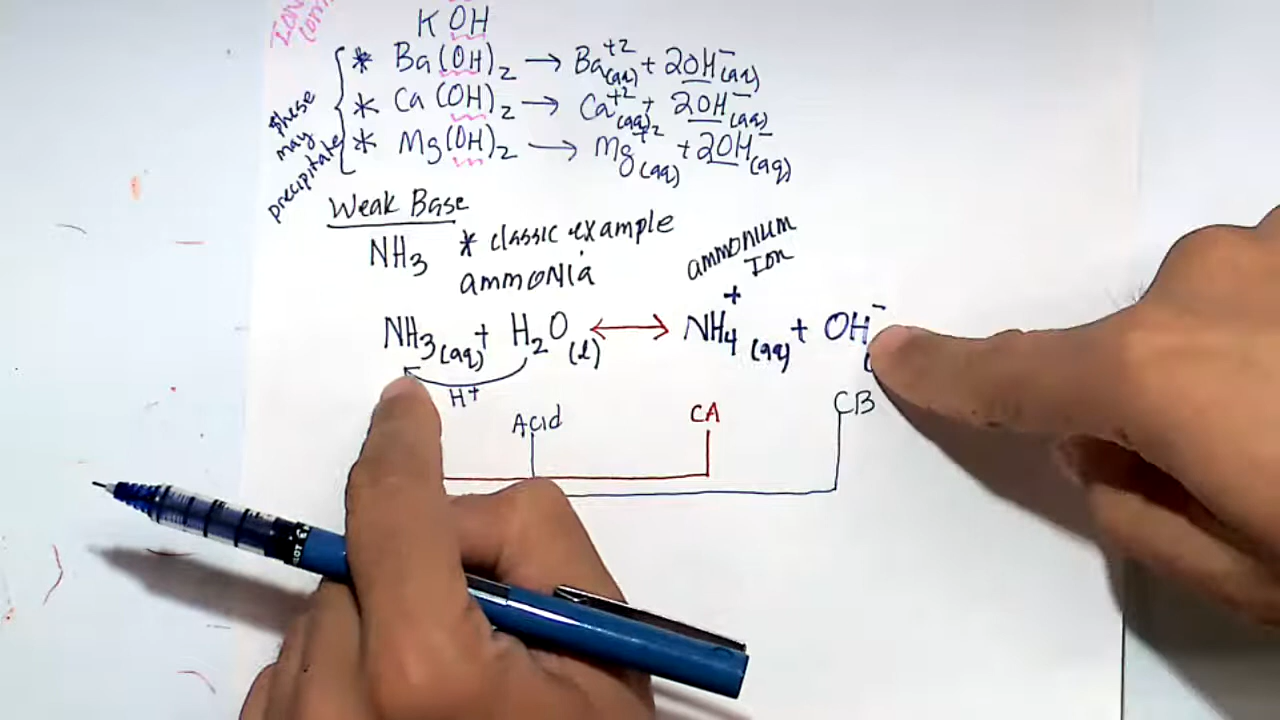 KOH
* Ba(OH)₂ → Ba⁺²(aq) + 2OH⁻(aq)
* Ca(OH)₂ → Ca⁺²(aq) + 2OH⁻(aq)
* Mg(OH)₂ → Mg⁺²(aq) + 2OH⁻(aq)
these
may
precipitate
Weak Base
NH₃ * classic example
ammonia
ammonium
Ion
NH₃(aq) + H₂O(l) ⟷ NH₄⁺(aq) + OH⁻
H⁺
Acid CA CB